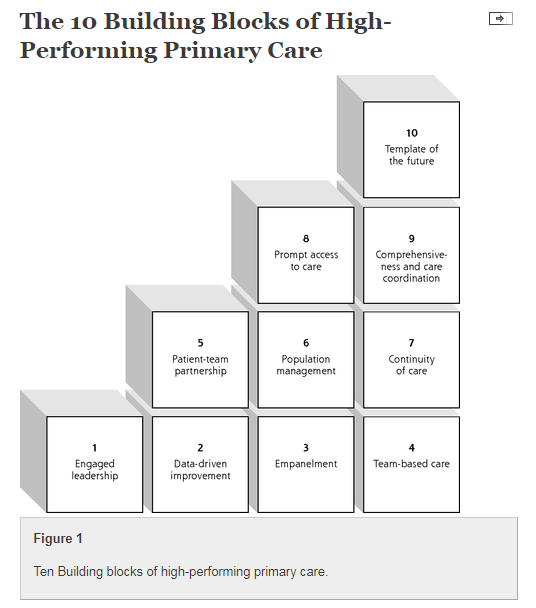 The 10 Building Blocks of High-
Performing Primary Care
10
Template of
the future
8
Prompt access
to care
9
Comprehensive-
ness and care
coordination
5
Patient-team
partnership
6
Population
management
7
Continuity
of care
1
Engaged
leadership
2
Data-driven
improvement
3
Empanelment
4
Team-based care
Figure 1
Ten Building blocks of high-performing primary care.